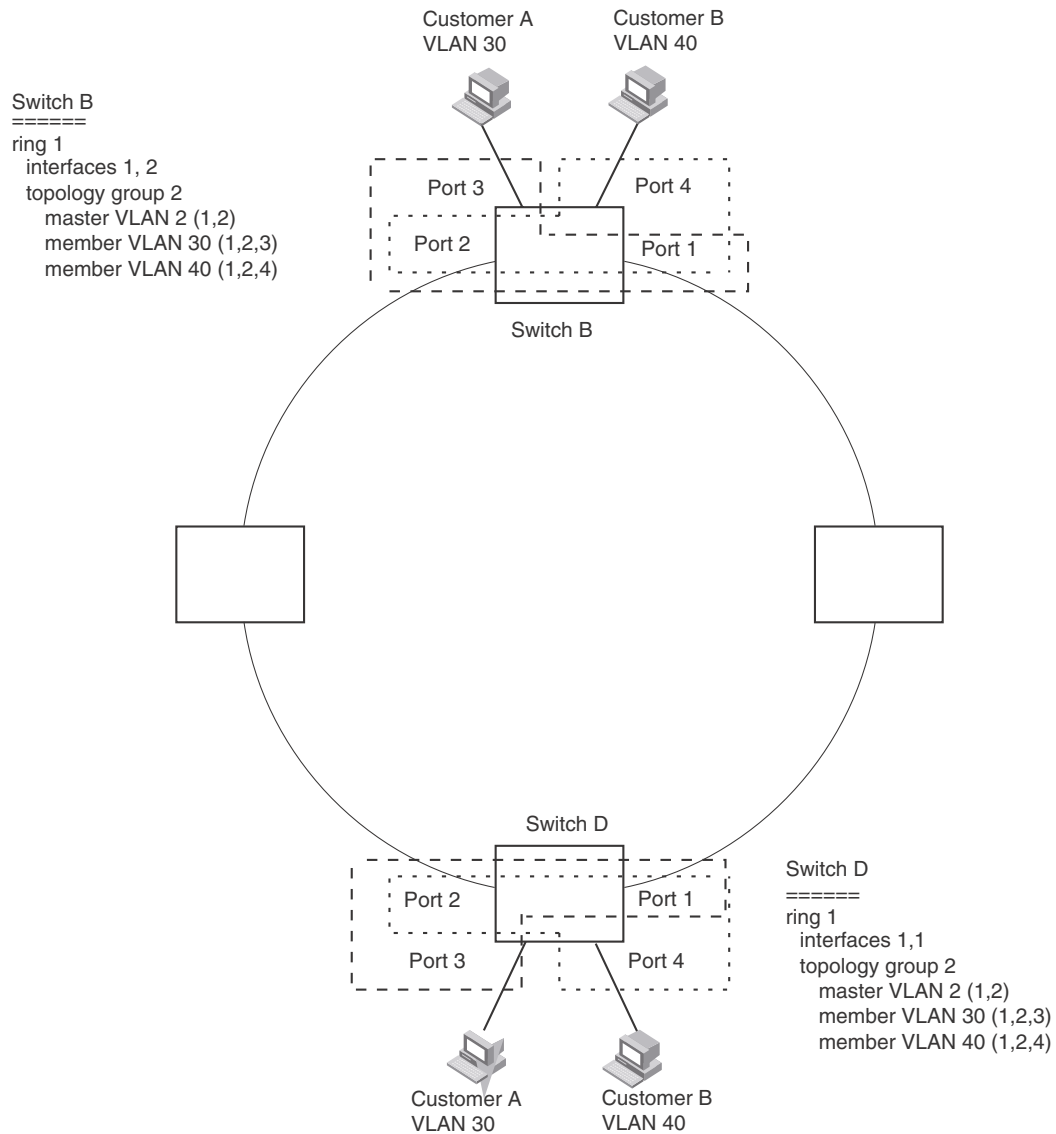 Customer A
VLAN 30
Customer B
VLAN 40
Switch B
======
ring 1
interfaces 1, 2
topology group 2
master VLAN 2 (1,2)
member VLAN 30 (1,2,3)
member VLAN 40 (1,2,4)
Port 3
Port 4
Port 2
Port 1
Switch B
Switch D
Port 2
Port 1
Port 3
Port 4
Switch D
======
ring 1
interfaces 1,1
topology group 2
master VLAN 2 (1,2)
member VLAN 30 (1,2,3)
member VLAN 40 (1,2,4)
Customer A
VLAN 30
Customer B
VLAN 40